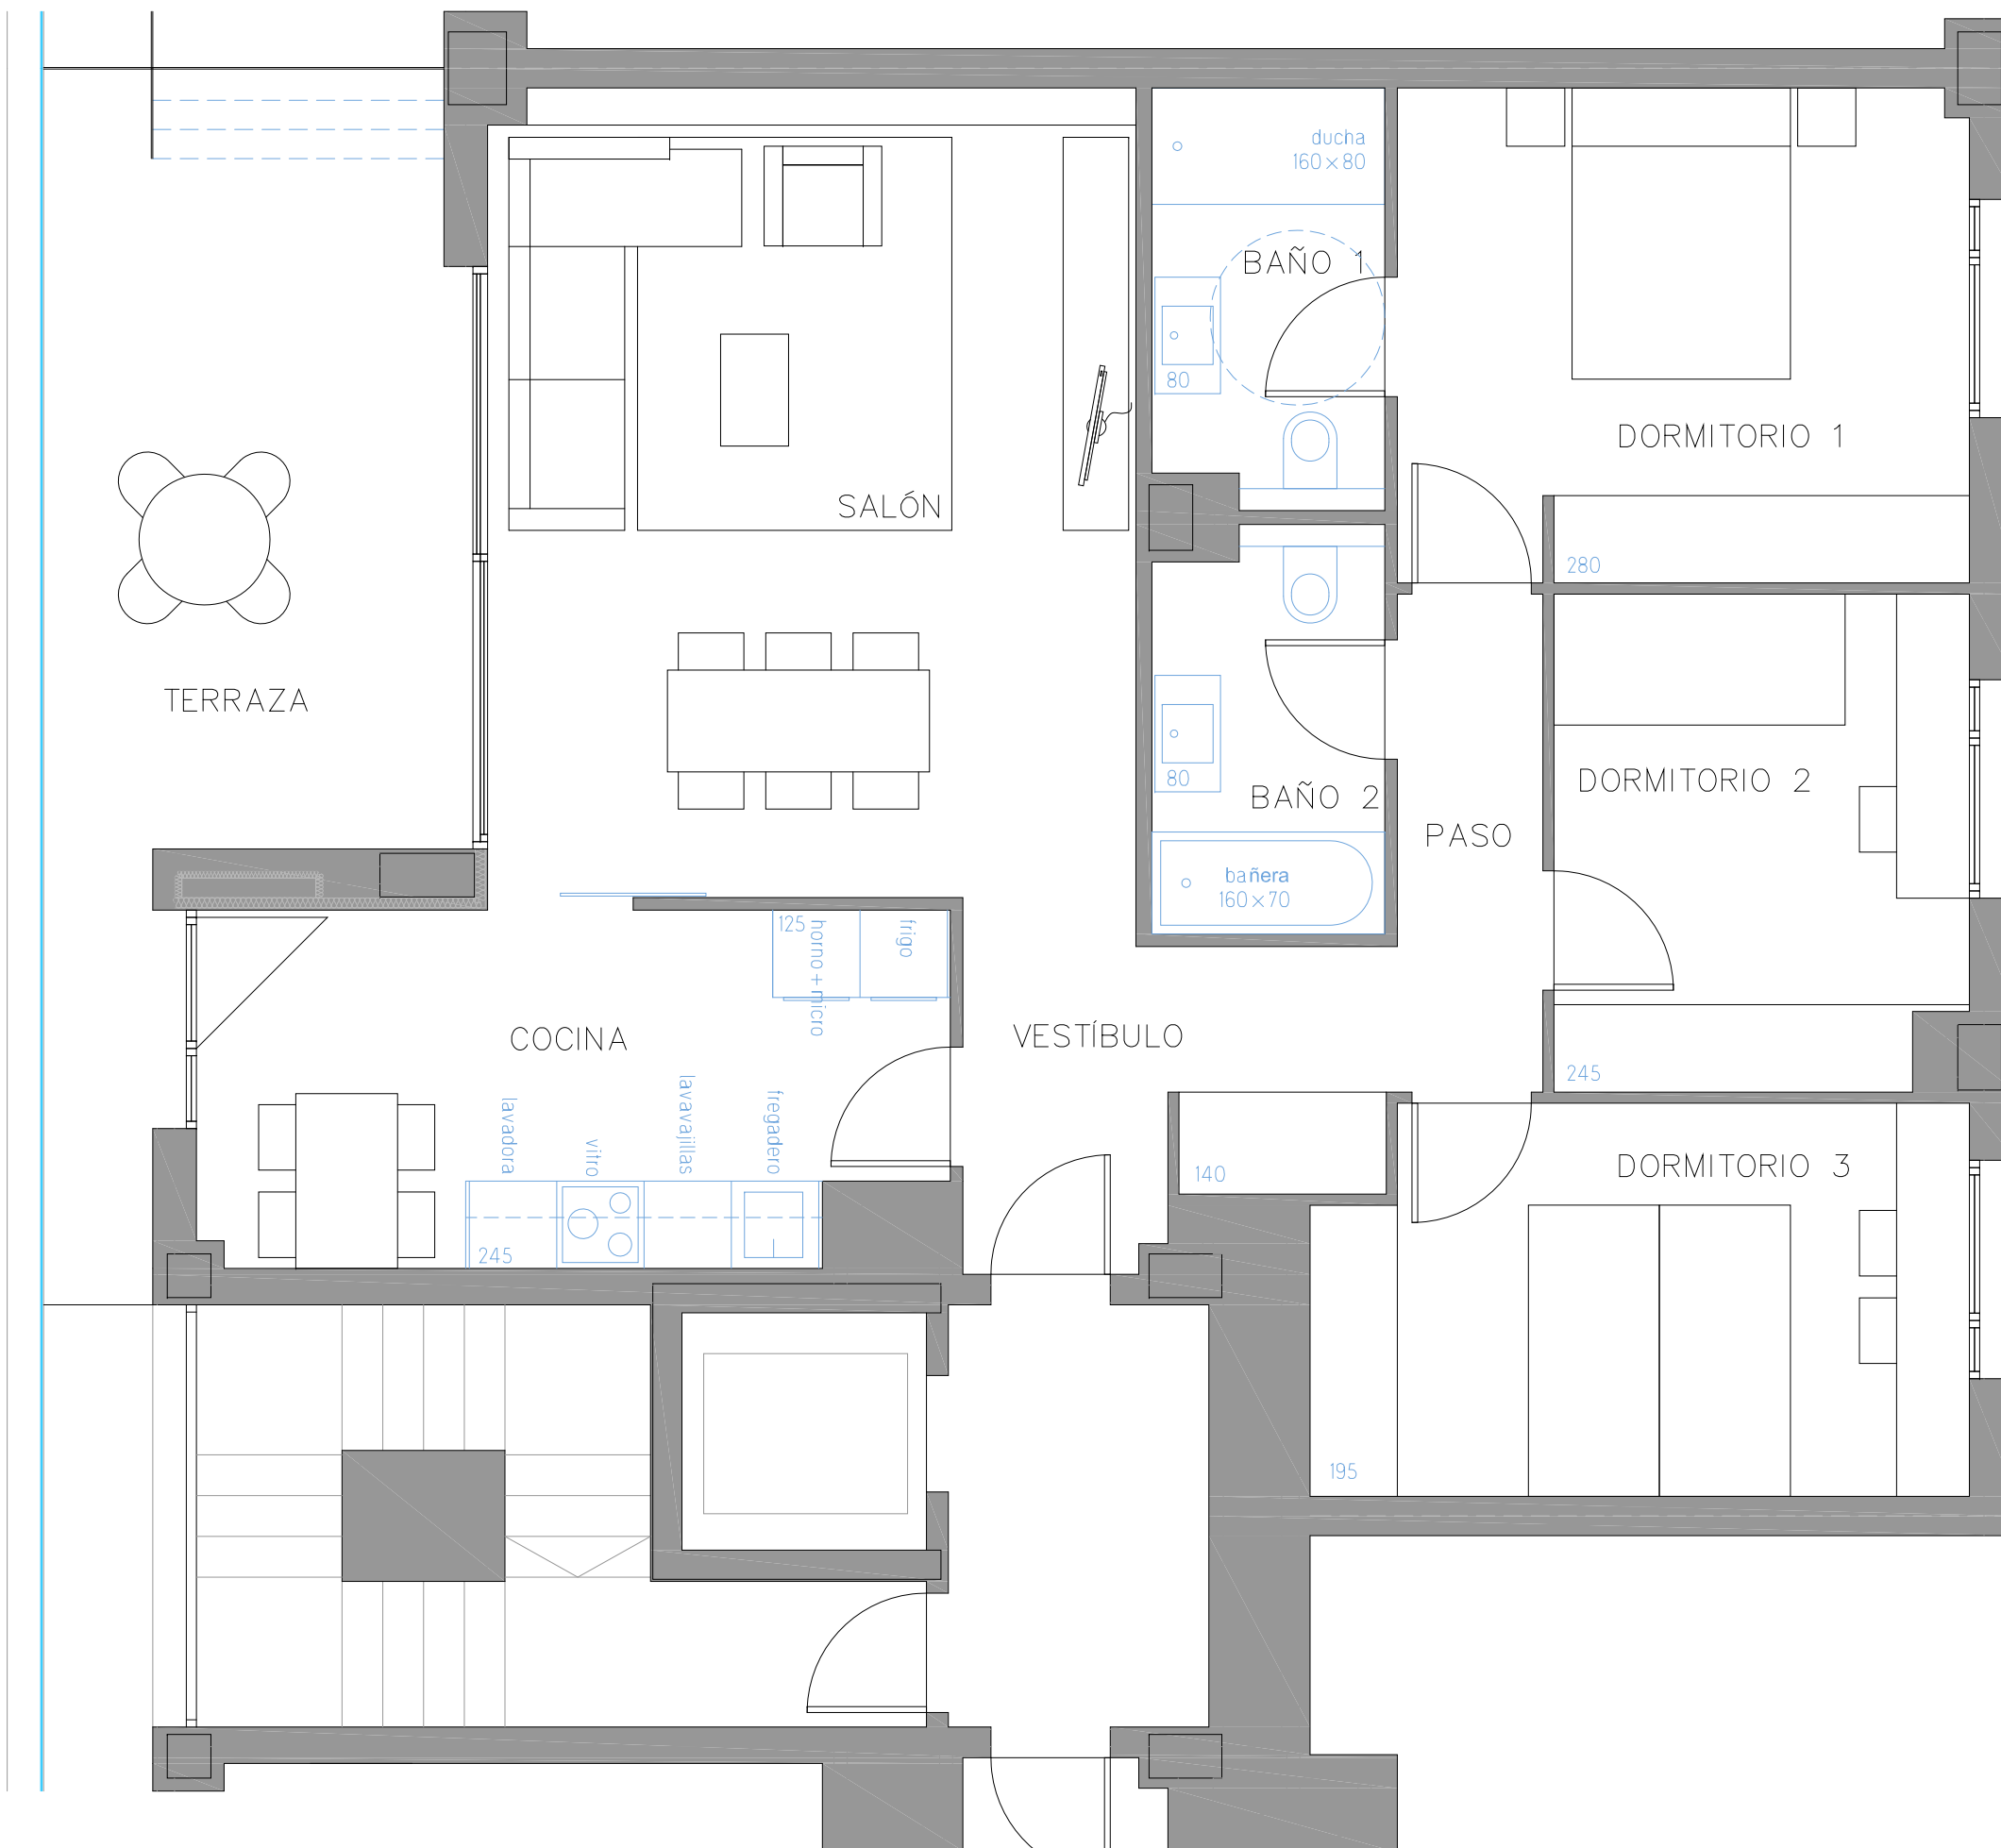 ducha
160×80
BAÑO 1
80
DORMITORIO 1
SALÓN
280
TERRAZA
DORMITORIO 2
80
BAÑO 2
PASO
bañera
160×70
125
horno+micro
frigo
COCINA
VESTÍBULO
245
lavadora
vitro
lavavajillas
fregadero
140
DORMITORIO 3
245
195